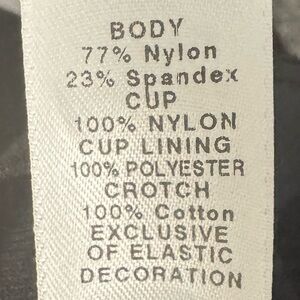 BODY
77% Nylon
23% Spandex
CUP
100% NYLON
CUP LINING
100% POLYESTER
CROTCH
100% Cotton
EXCLUSIVE
OF ELASTIC
DECORATION